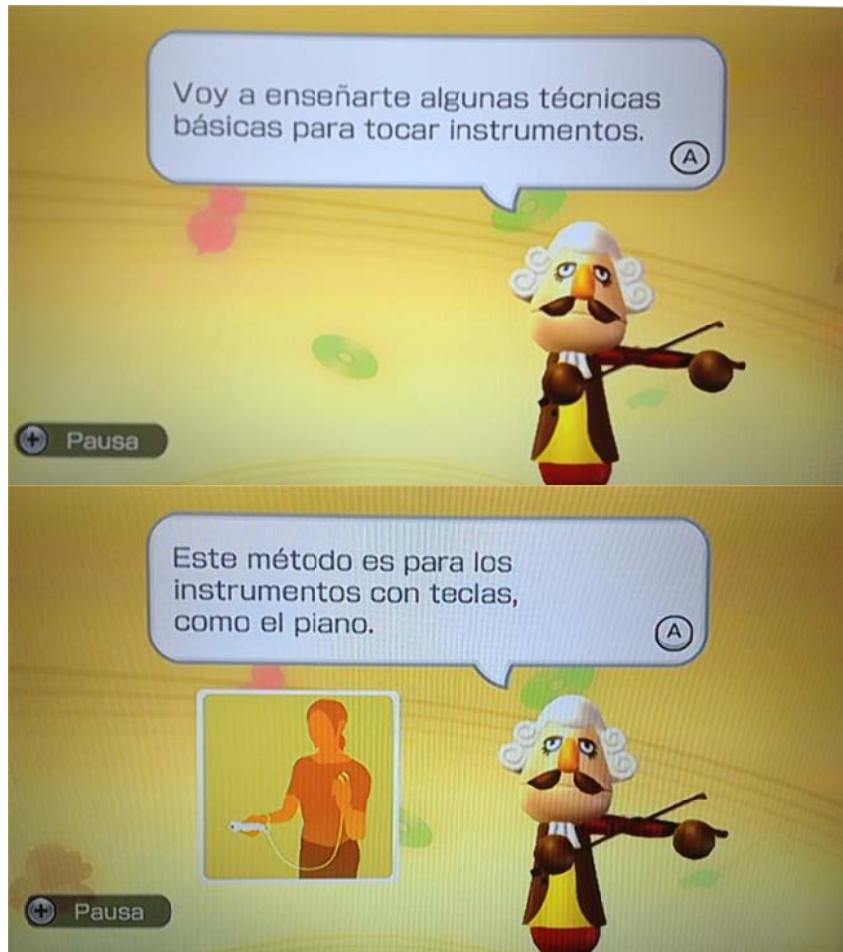 Voy a enseñarte algunas técnicas
básicas para tocar instrumentos.
A
Pausa
Este método es para los
instrumentos con teclas,
como el piano.
A
Pausa